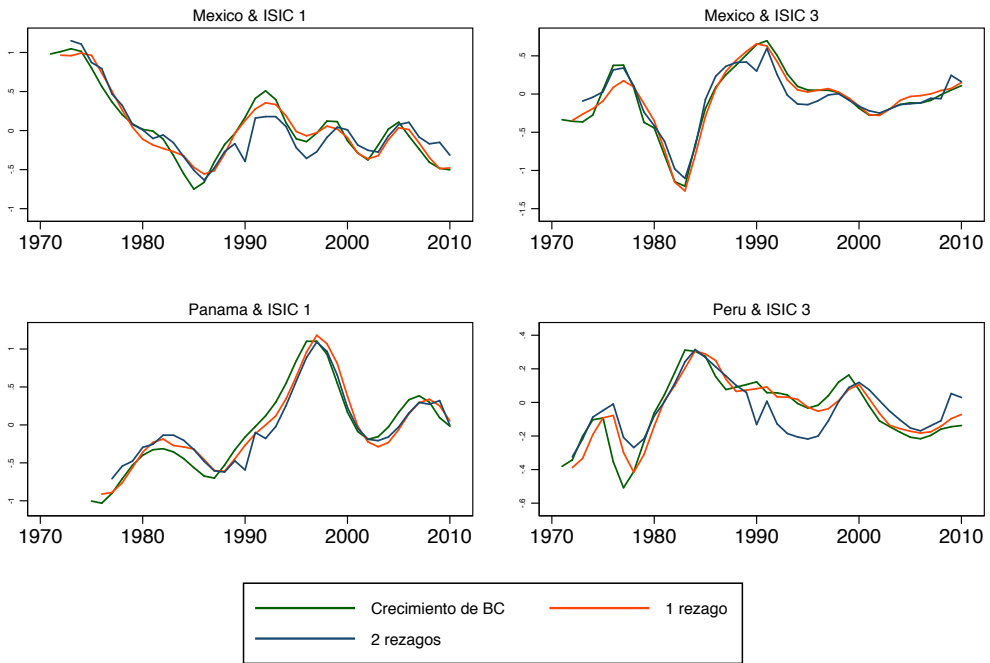 Mexico & ISIC 1
1
.5
0
-.5
-1
1970 1980 1990 2000 2010
Mexico & ISIC 3
.5
0
-.5
-1
-1.5
1970 1980 1990 2000 2010
Panama & ISIC 1
1
.5
0
-.5
-1
1970 1980 1990 2000 2010
Peru & ISIC 3
.4
.2
0
-.2
-.4
-.6
1970 1980 1990 2000 2010
Crecimiento de BC 1 rezago
2 rezagos